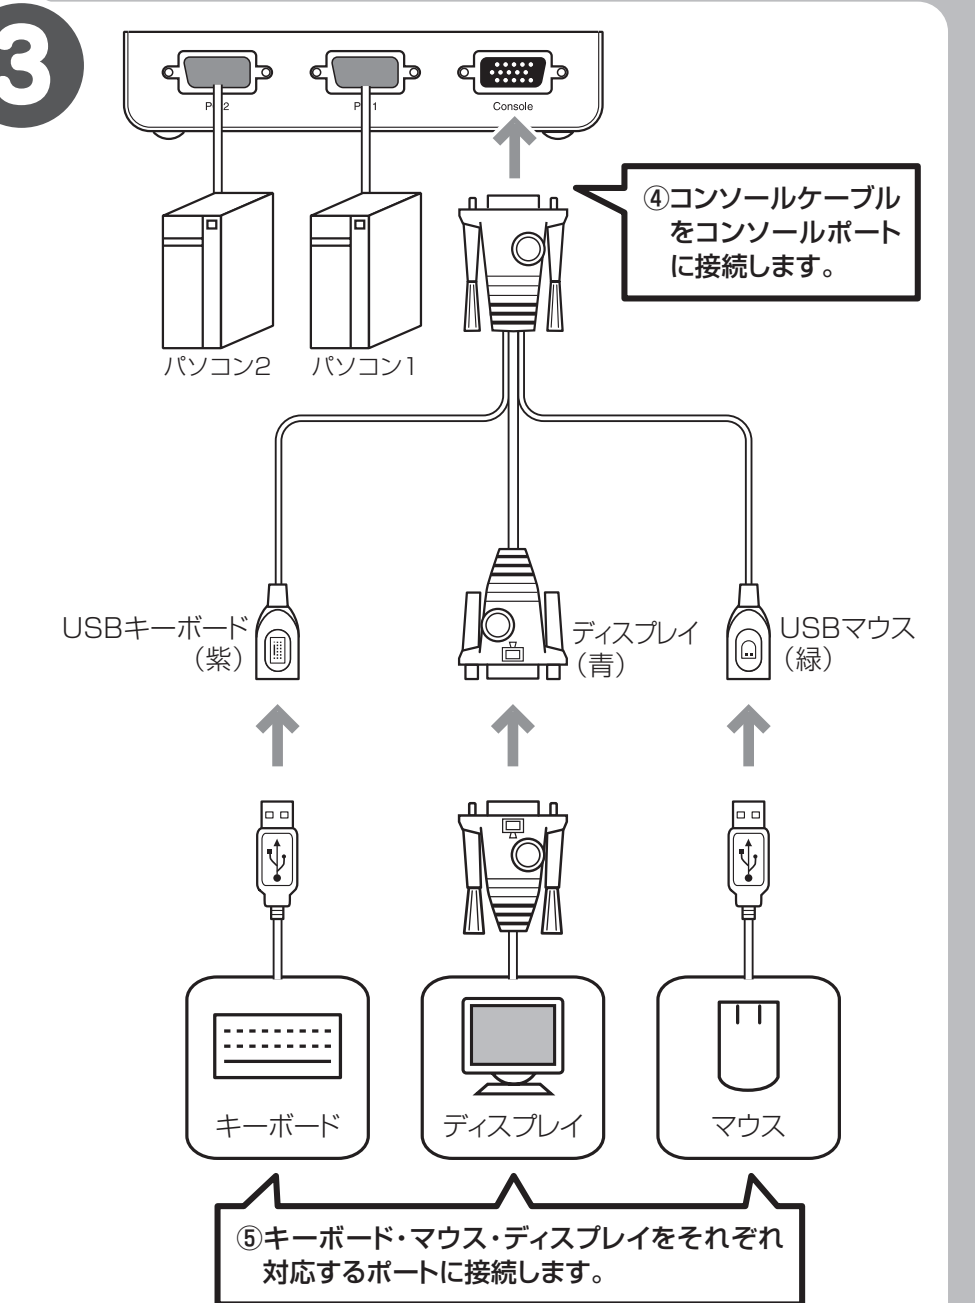 3
PC 2
PC 1
Console
④コンソールケーブル
をコンソールポート
に接続します。
パソコン2
パソコン1
USBキーボード
（紫）
ディスプレイ
（青）
USBマウス
（緑）
キーボード
ディスプレイ
マウス
⑤キーボード・マウス・ディスプレイをそれぞれ
対応するポートに接続します。